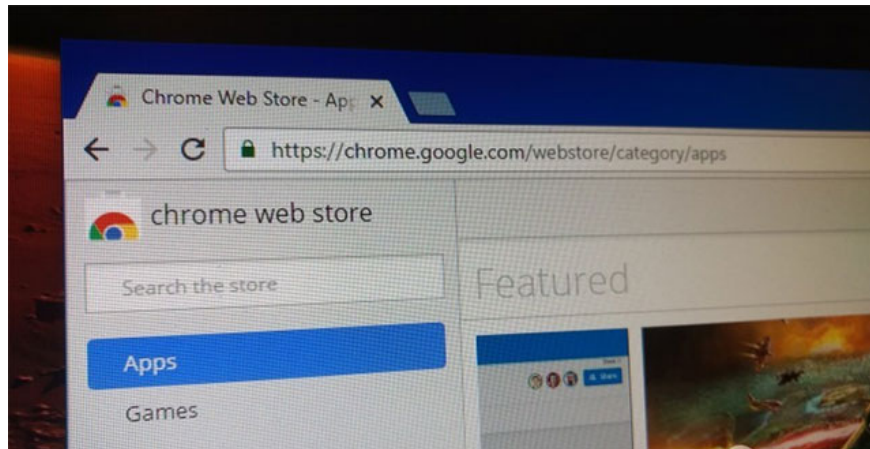 Chrome Web Store - App
https://chrome.google.com/webstore/category/apps
chrome web store
Search the store
Featured
Apps
Share
Games